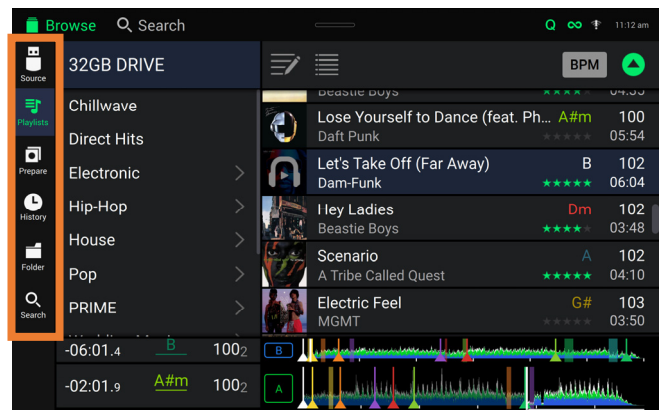 Browse Search Q 11:12 am
Source
Playlists
Prepare
History
Folder
Search
32GB DRIVE
BPM
Chillwave
Direct Hits
Electronic
Hip-Hop
House
Pop
PRIME
Beastie Boys 04:35
Lose Yourself to Dance (feat. Ph... A#m 100
Daft Punk 05:54
Let's Take Off (Far Away) B 102
Dam-Funk 06:04
Hey Ladies Dm 102
Beastie Boys 03:48
Scenario A 102
A Tribe Called Quest 04:10
Electric Feel G# 103
MGMT 03:50
-06:01.4 B 1002 B
-02:01.9 A#m 1002 A